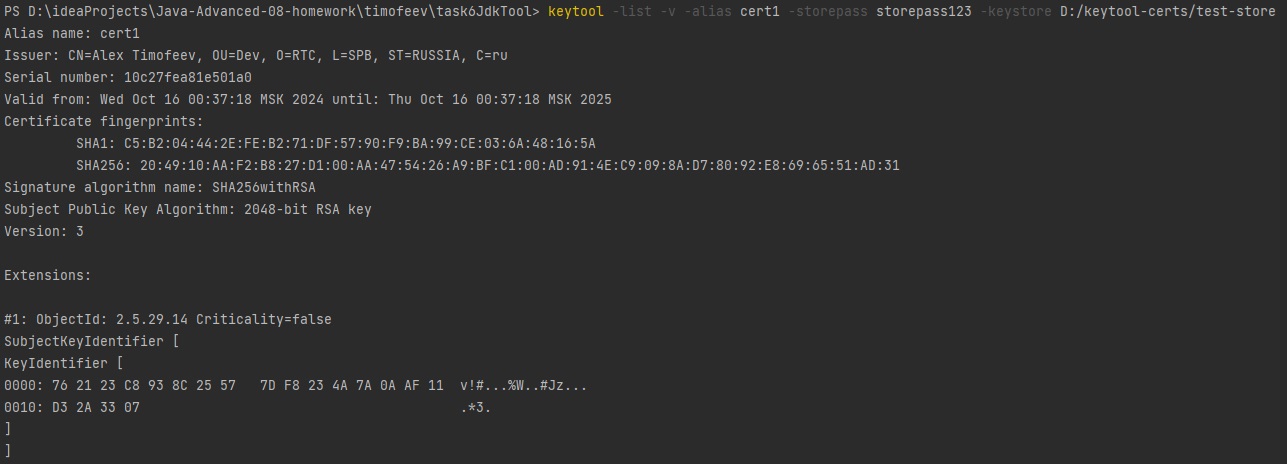 PS D:\ideaProjects\Java-Advanced-08-homework\timofeev\task6JdkTool> keytool -list -v -alias cert1 -storepass storepass123 -keystore D:/keytool-certs/test-store
Alias name: cert1
Issuer: CN=Alex Timofeev, OU=Dev, O=RTC, L=SPB, ST=RUSSIA, C=ru
Serial number: 10c27fea81e501a0
Valid from: Wed Oct 16 00:37:18 MSK 2024 until: Thu Oct 16 00:37:18 MSK 2025
Certificate fingerprints:
         SHA1: C5:B2:04:44:2E:FE:B2:71:DF:57:90:F9:BA:99:CE:03:6A:48:16:5A
         SHA256: 20:49:10:AA:F2:B8:27:D1:00:AA:47:54:26:A9:BF:C1:00:AD:91:4E:C9:09:8A:D7:80:92:E8:69:65:51:AD:31
Signature algorithm name: SHA256withRSA
Subject Public Key Algorithm: 2048-bit RSA key
Version: 3

Extensions:

#1: ObjectId: 2.5.29.14 Criticality=false
SubjectKeyIdentifier [
KeyIdentifier [
0000: 76 21 23 C8 93 8C 25 57   7D F8 23 4A 7A 0A AF 11  v!#...%W..#Jz...
0010: D3 2A 33 07                                        .*3.
]
]